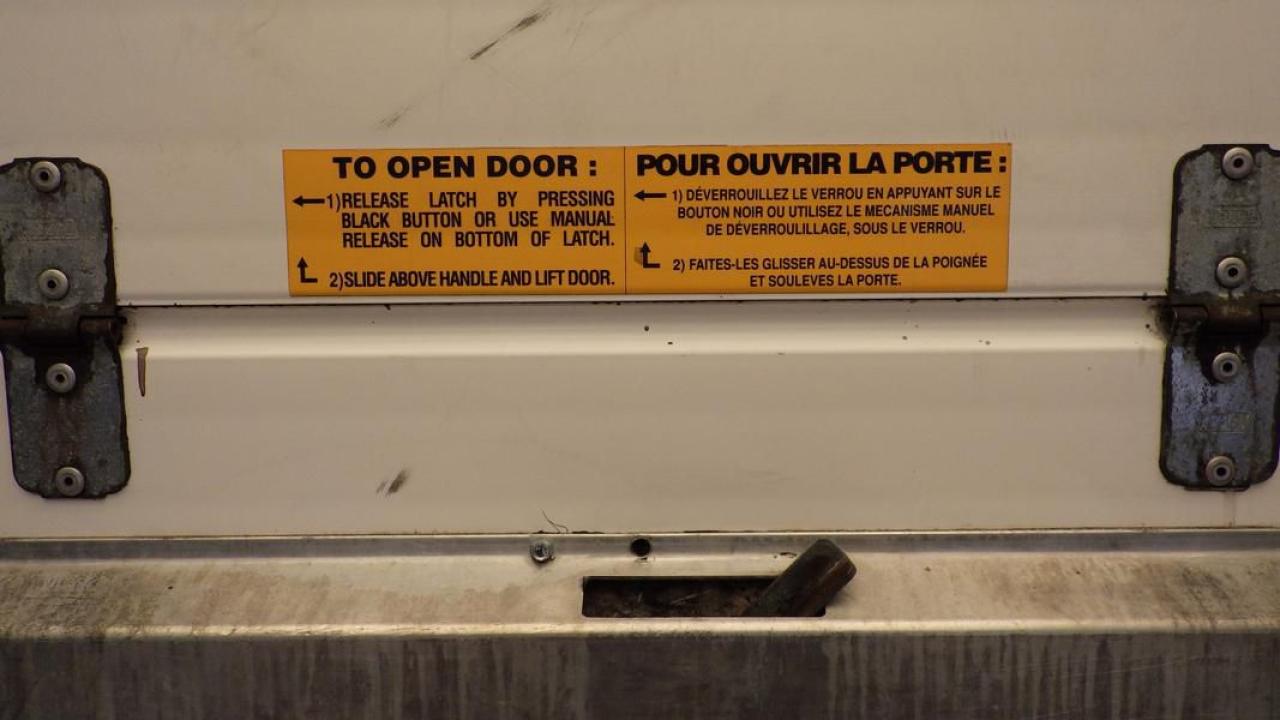 TO OPEN DOOR :
1)RELEASE LATCH BY PRESSING
BLACK BUTTON OR USE MANUAL
RELEASE ON BOTTOM OF LATCH.
2)SLIDE ABOVE HANDLE AND LIFT DOOR.
POUR OUVRIR LA PORTE :
1) DÉVERROUILLEZ LE VERROU EN APPUYANT SUR LE
BOUTON NOIR OU UTILISEZ LE MECANISME MANUEL
DE DÉVERROULILLAGE, SOUS LE VERROU.
2) FAITES-LES GLISSER AU-DESSUS DE LA POIGNÉE
ET SOULEVES LA PORTE.